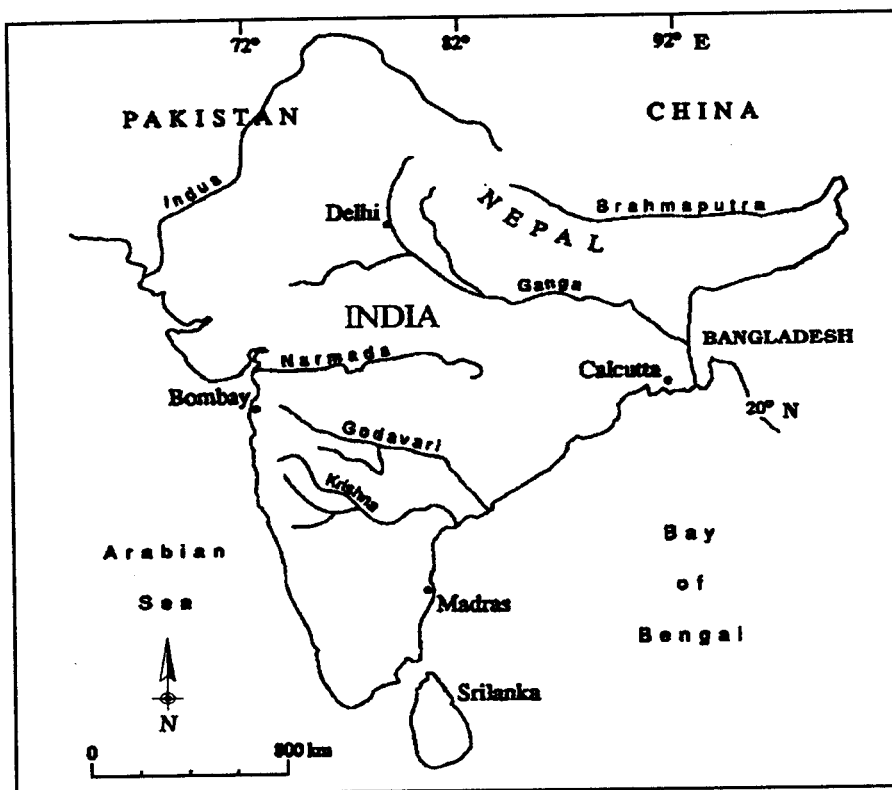 72° 82° 92° E
PAKISTAN CHINA
Indus
Delhi
NEPAL
Brahmaputra
Ganga
INDIA
BANGLADESH
Narmada
Calcutta
Bombay
20° N
Godavari
Krishna
Arabian
Sea
Bay
of
Bengal
Madras
Srilanka
N
0 800 km